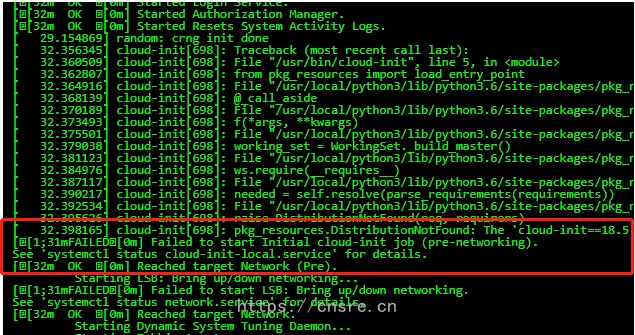 [32m  OK  [0m] Started Login Service.
[32m  OK  [0m] Started Authorization Manager.
[32m  OK  [0m] Started Resets System Activity Logs.
29.154869] random: crng init done
32.356345] cloud-init[698]: Traceback (most recent call last):
32.360509] cloud-init[698]: File "/usr/bin/cloud-init", line 5, in <module>
32.362807] cloud-init[698]: from pkg_resources import load_entry_point
32.364916] cloud-init[698]: File "/usr/local/python3/lib/python3.6/site-packages/pkg_r
32.368139] cloud-init[698]: @_call_aside
32.370189] cloud-init[698]: File "/usr/local/python3/lib/python3.6/site-packages/pkg_r
32.373493] cloud-init[698]: f(*args, **kwargs)
32.375501] cloud-init[698]: File "/usr/local/python3/lib/python3.6/site-packages/pkg_r
32.379038] cloud-init[698]: working_set = WorkingSet._build_master()
32.381123] cloud-init[698]: File "/usr/local/python3/lib/python3.6/site-packages/pkg_r
32.384976] cloud-init[698]: ws.require(__requires__)
32.387117] cloud-init[698]: File "/usr/local/python3/lib/python3.6/site-packages/pkg_r
32.390217] cloud-init[698]: needed = self.resolve(parse_requirements(requirements))
32.392534] cloud-init[698]: File "/usr/local/python3/lib/python3.6/site-packages/pkg_r
32.395626] cloud-init[698]: raise DistributionNotFound(req, requirers)
32.398165] cloud-init[698]: pkg_resources.DistributionNotFound: The 'cloud-init==18.5
[1;31mFAILED[0m] Failed to start Initial cloud-init job (pre-networking).
See 'systemctl status cloud-init-local.service' for details.
[32m  OK  [0m] Reached target Network (Pre).
Starting LSB: Bring up/down networking...
[1;31mFAILED[0m] Failed to start LSB: Bring up/down networking.
See 'systemctl status network.service' for details.
https://cnsre.cn
[32m  OK  [0m] Reached target Network.
Starting Dynamic System Tuning Daemon...